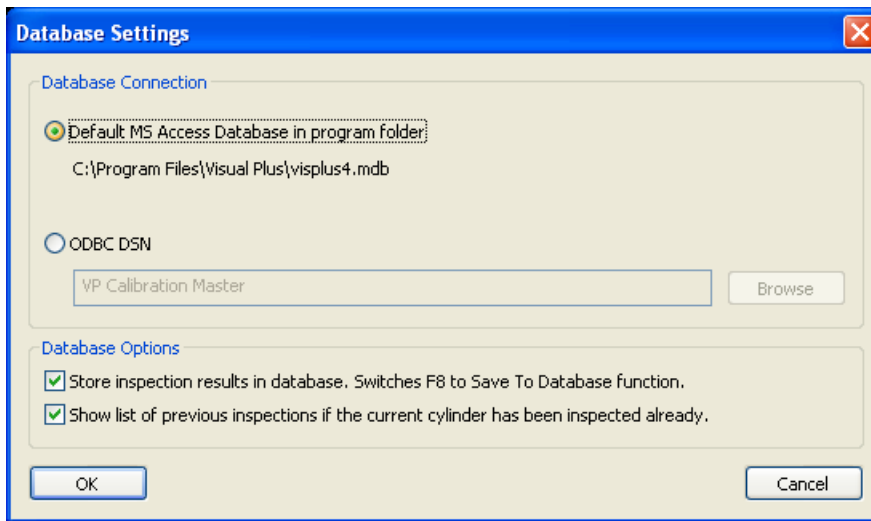 Database Settings
Database Connection
Default MS Access Database in program folder
C:\Program Files\Visual Plus\visplus4.mdb
ODBC DSN
VP Calibration Master
Browse
Database Options
Store inspection results in database. Switches F8 to Save To Database function.
Show list of previous inspections if the current cylinder has been inspected already.
OK
Cancel